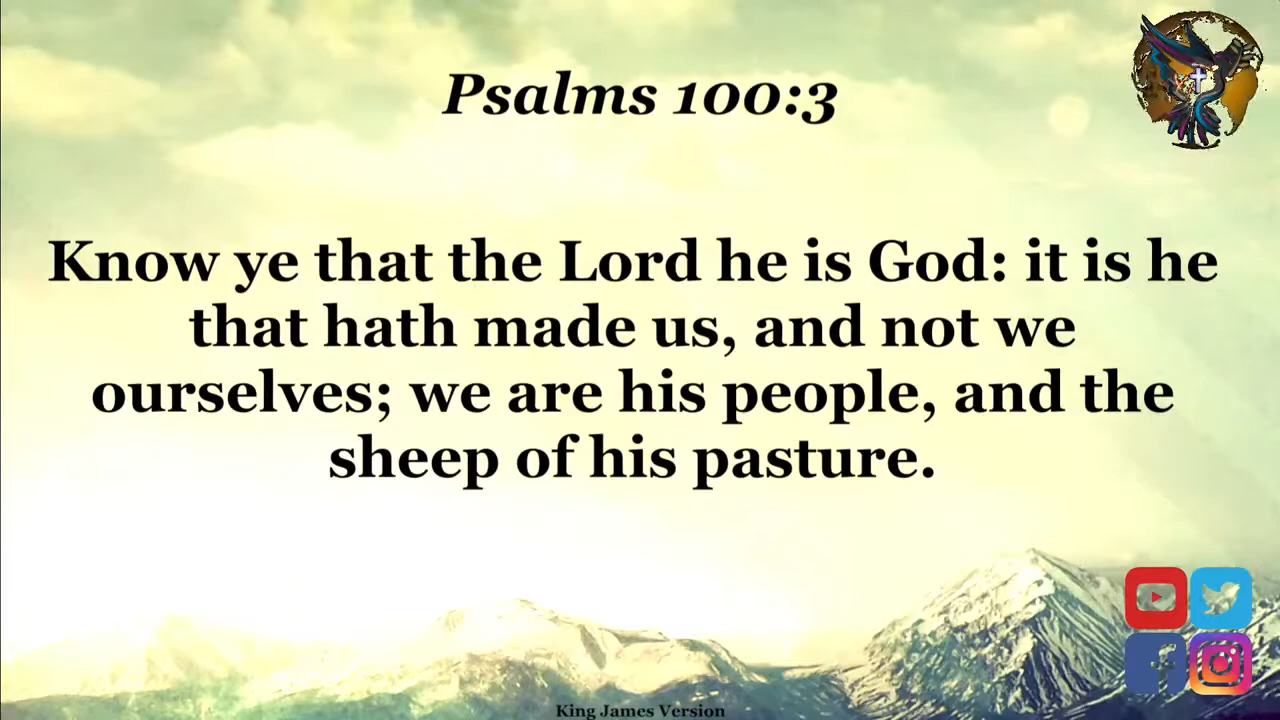 Psalms 100:3
Know ye that the Lord he is God: it is he
that hath made us, and not we
ourselves; we are his people, and the
sheep of his pasture.
King James Version